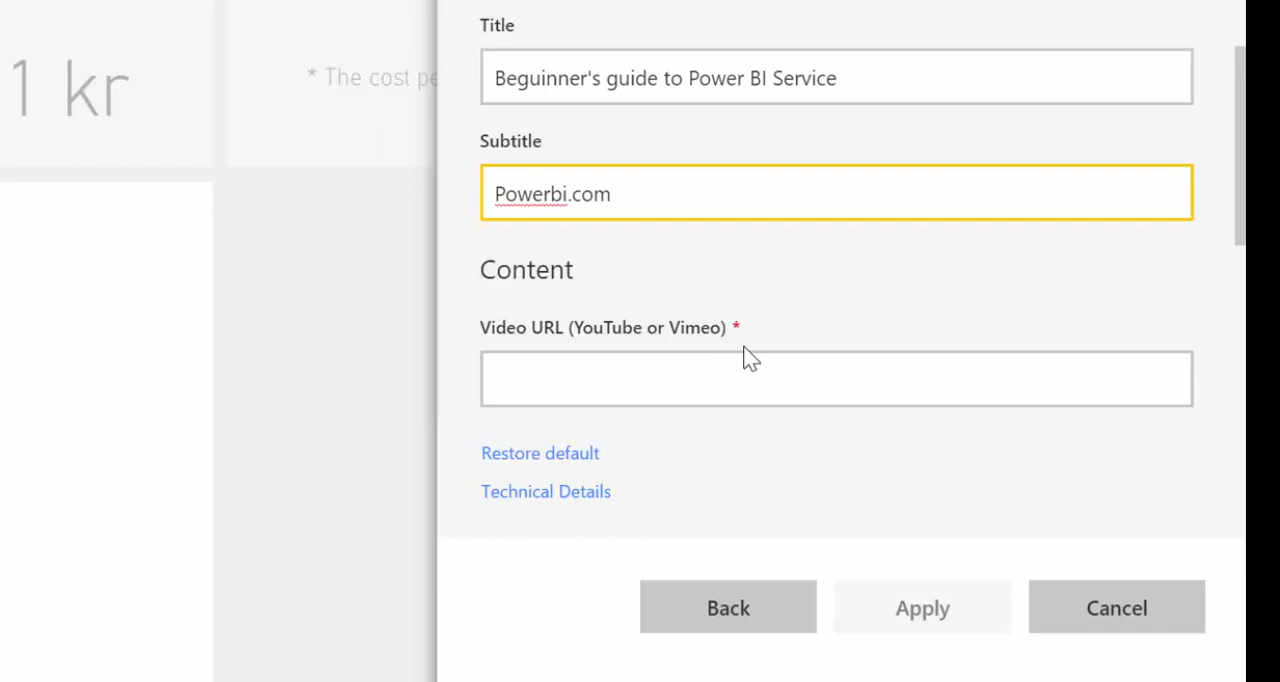 Title
1 kr
* The cost pe
Beguinner's guide to Power BI Service
Subtitle
Powerbi.com
Content
Video URL (YouTube or Vimeo) *
Restore default
Technical Details
Back
Apply
Cancel